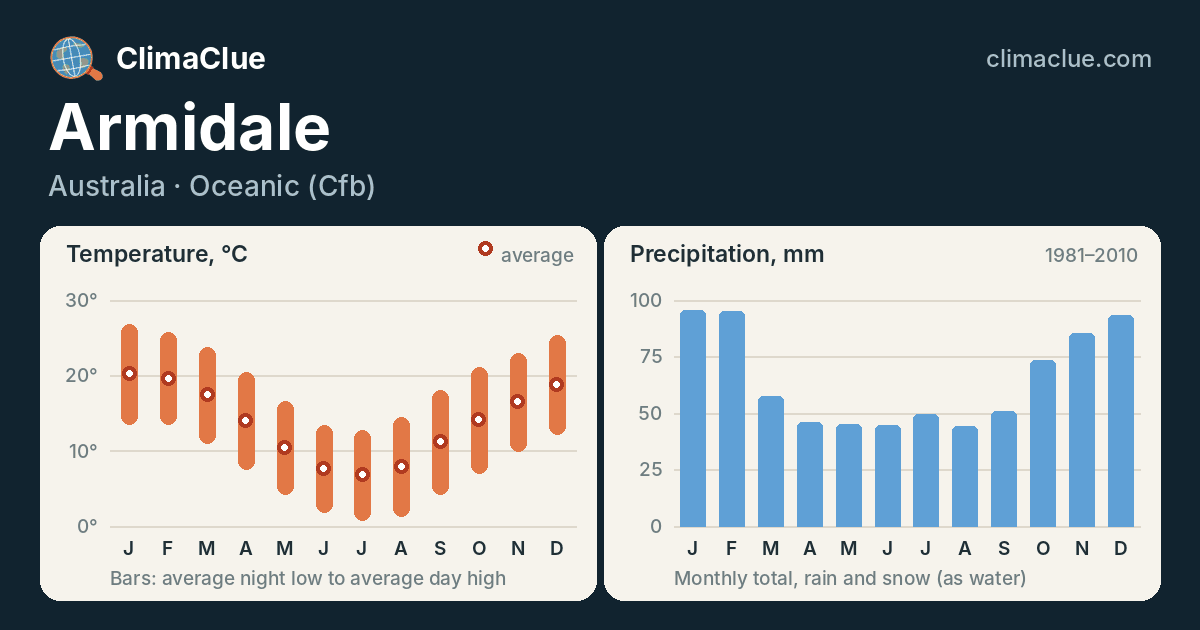 ClimaClue
climaclue.com
Armidale
Australia · Oceanic (Cfb)
Temperature, °C
average
30°
20°
10°
0°
J F M A M J J A S O N D
Bars: average night low to average day high
Precipitation, mm
1981–2010
100
75
50
25
0
J F M A M J J A S O N D
Monthly total, rain and snow (as water)